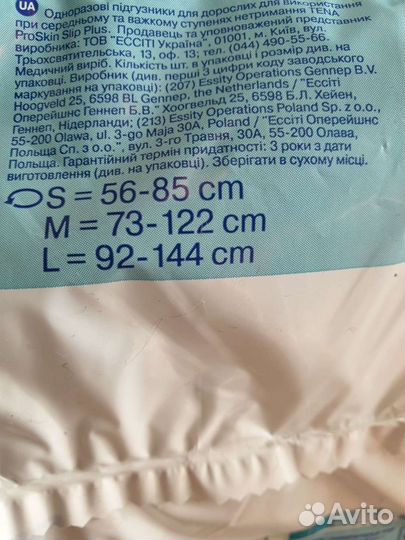 UA Одноразові підгузники для дорослих для використання
при середньому та важкому ступенях нетримання ТЕНА
ProSkin Slip Plus. Продавець та уповноважений представник
виробника: ТОВ "ЕССІТІ Україна", 01001, м. Київ, вул.
Трьохсвятительська, 13, оф. 13; тел. (044) 490-55-66.
Медичний виріб. Кількість шт. в упаковці і розмір див. на
упаковці. Виробник (див. перші 3 цифри коду заводського
маркування на упаковці): (207) Essity Operations Gennep B.V.
Hoogveld 25, 6598 BL Gennep, the Netherlands / "Ессіті
Оперейшнс Геннеп Б.В." Хоогвельд 25, 6598 Б.Л. Хейен,
Геннеп, Нідерланди; (213) Essity Operations Poland Sp. z o.o.,
55-200 Olawa, ul. 3-go Maja 30A, Poland / "Ессіті Оперейшнс
Польща Сп. з о.о.", вул. 3-го Травня, 30А, 55-200, Олава,
Польща. Гарантійний термін придатності: 3 роки з дати
виготовлення (див. на упаковці). Зберігати в сухому місці.
S = 56-85 cm
M = 73-122 cm
L = 92-144 cm
Avito